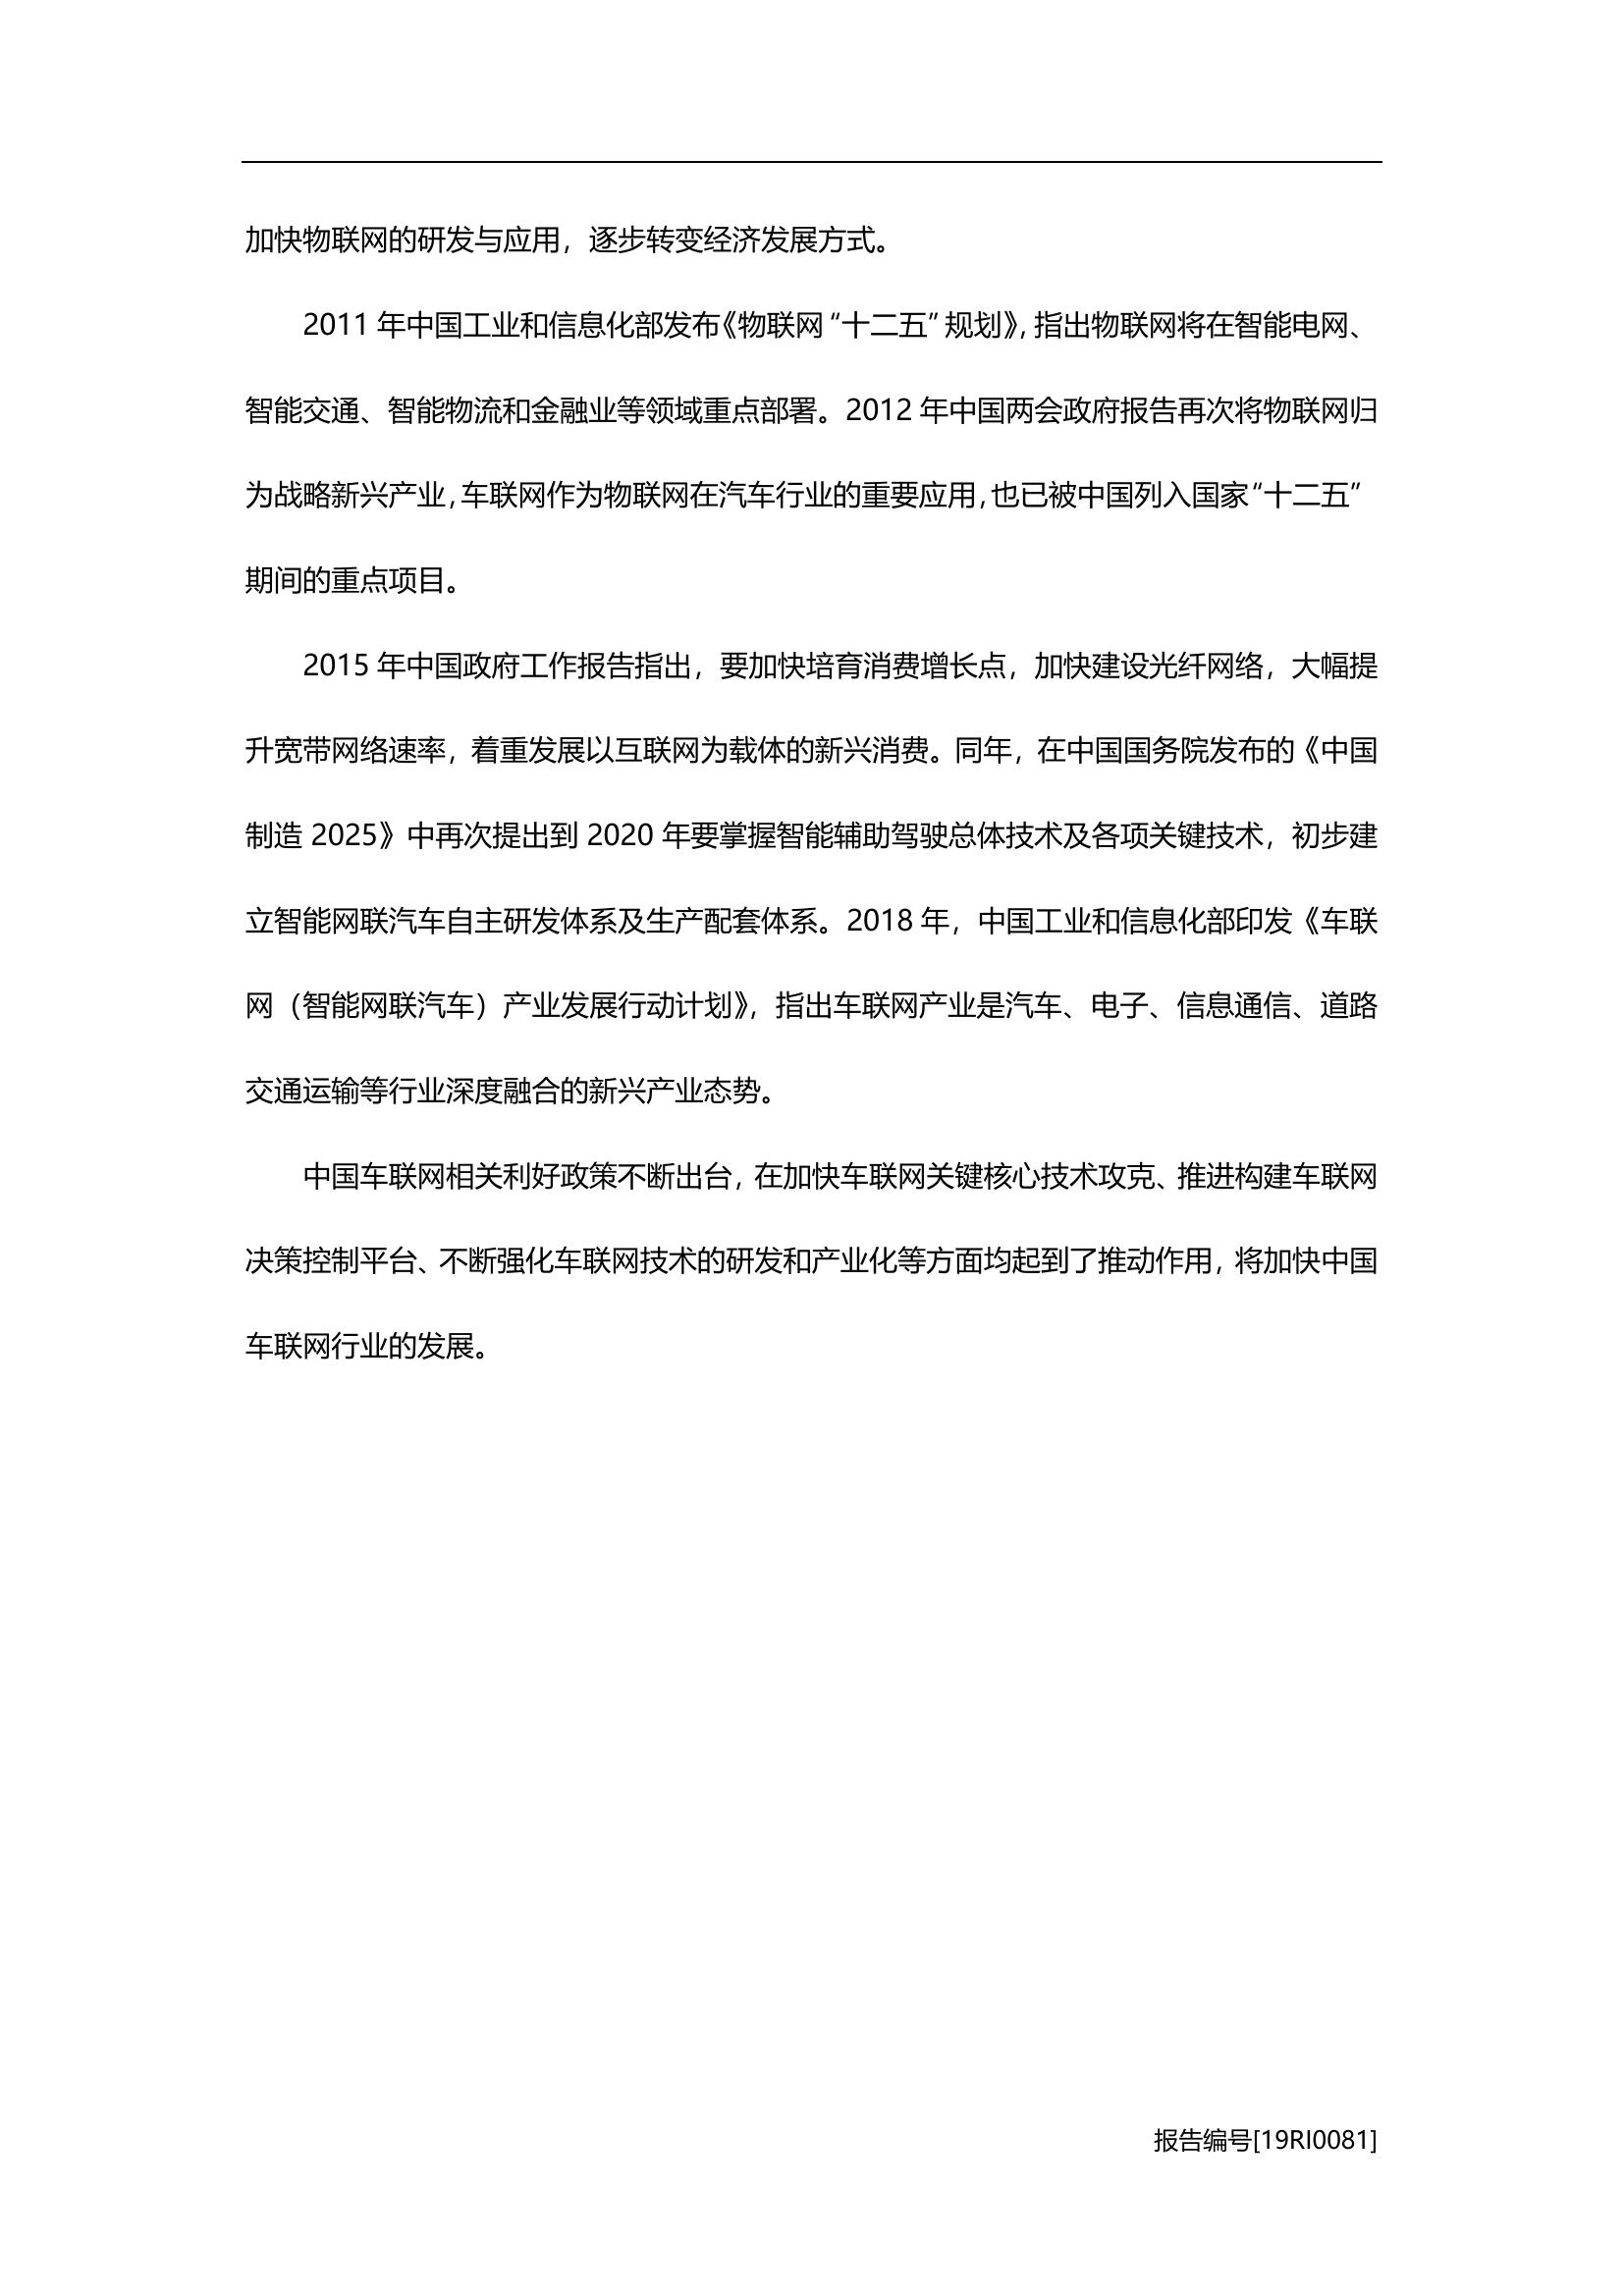 加快物联网的研发与应用，逐步转变经济发展方式。
2011 年中国工业和信息化部发布《物联网“十二五”规划》，指出物联网将在智能电网、
智能交通、智能物流和金融业等领域重点部署。2012 年中国两会政府报告再次将物联网归
为战略新兴产业，车联网作为物联网在汽车行业的重要应用，也已被中国列入国家“十二五”
期间的重点项目。
2015 年中国政府工作报告指出，要加快培育消费增长点，加快建设光纤网络，大幅提
升宽带网络速率，着重发展以互联网为载体的新兴消费。同年，在中国国务院发布的《中国
制造 2025》中再次提出到 2020 年要掌握智能辅助驾驶总体技术及各项关键技术，初步建
立智能网联汽车自主研发体系及生产配套体系。2018 年，中国工业和信息化部印发《车联
网（智能网联汽车）产业发展行动计划》，指出车联网产业是汽车、电子、信息通信、道路
交通运输等行业深度融合的新兴产业态势。
中国车联网相关利好政策不断出台，在加快车联网关键核心技术攻克、推进构建车联网
决策控制平台、不断强化车联网技术的研发和产业化等方面均起到了推动作用，将加快中国
车联网行业的发展。
报告编号[19RI0081]